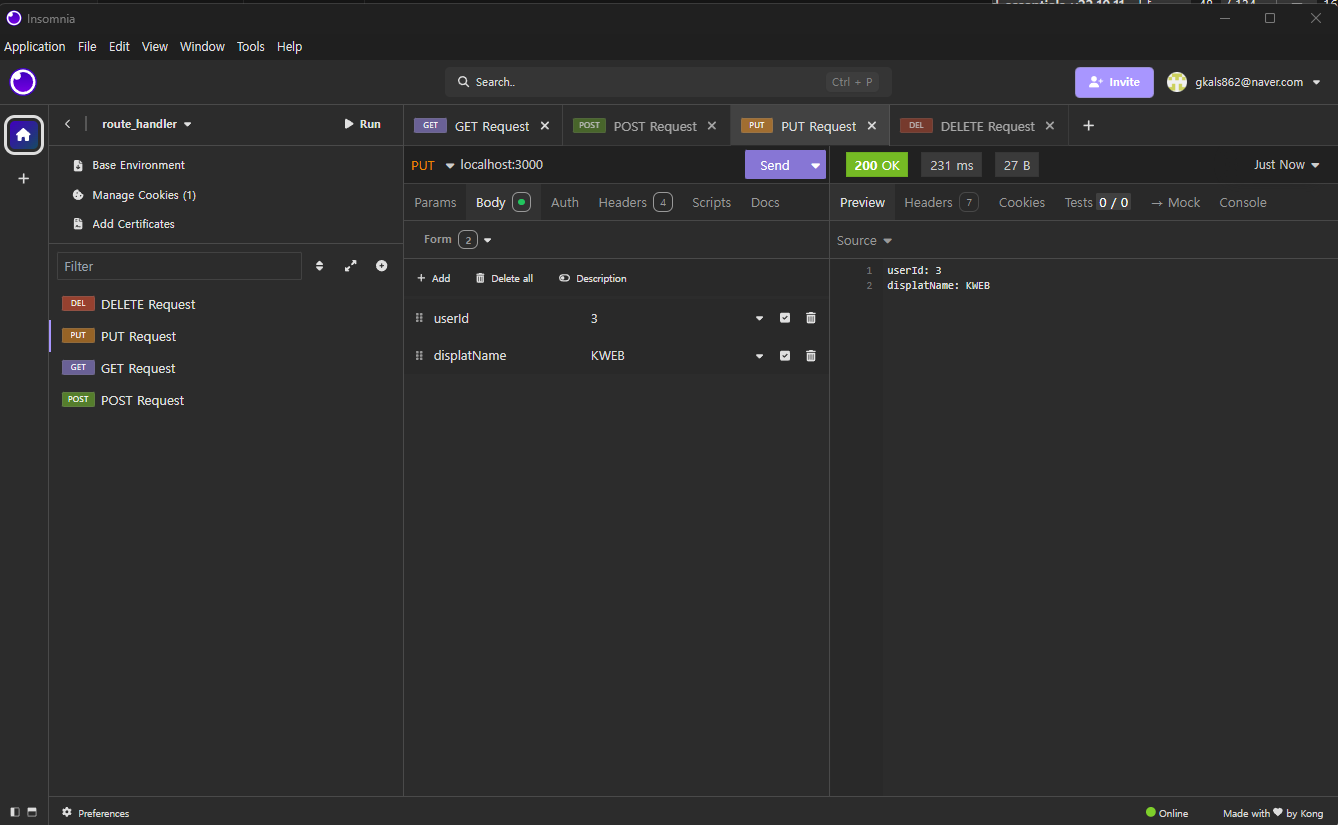 Insomnia
Application File Edit View Window Tools Help
Search.. Ctrl + P
Invite
gkals862@naver.com
route_handler
Run
GET GET Request
POST POST Request
PUT PUT Request
DEL DELETE Request
Base Environment
Manage Cookies (1)
Add Certificates
Filter
DEL DELETE Request
PUT PUT Request
GET GET Request
POST POST Request
PUT localhost:3000 Send
Params Body Auth Headers 4 Scripts Docs
Form 2
Add Delete all Description
userId 3
displatName KWEB
200 OK 231 ms 27 B Just Now
Preview Headers 7 Cookies Tests 0 / 0 → Mock Console
Source
1 userId: 3
2 displatName: KWEB
Preferences
Online
Made with ♥ by Kong